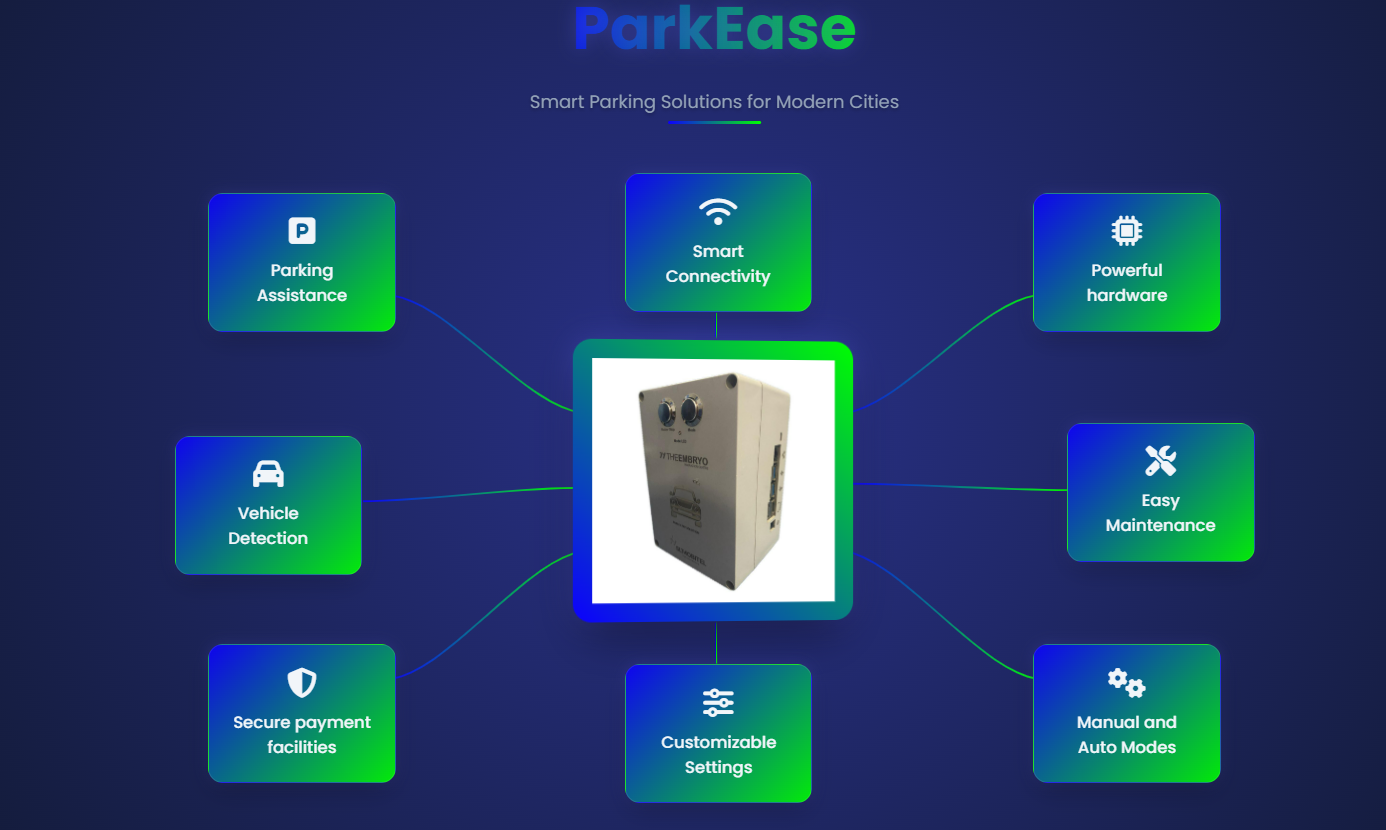 ParkEase
Smart Parking Solutions for Modern Cities
Parking
Assistance
Smart
Connectivity
Powerful
hardware
THEEMBRYO
Vehicle
Detection
Easy
Maintenance
Secure payment
facilities
Customizable
Settings
Manual and
Auto Modes